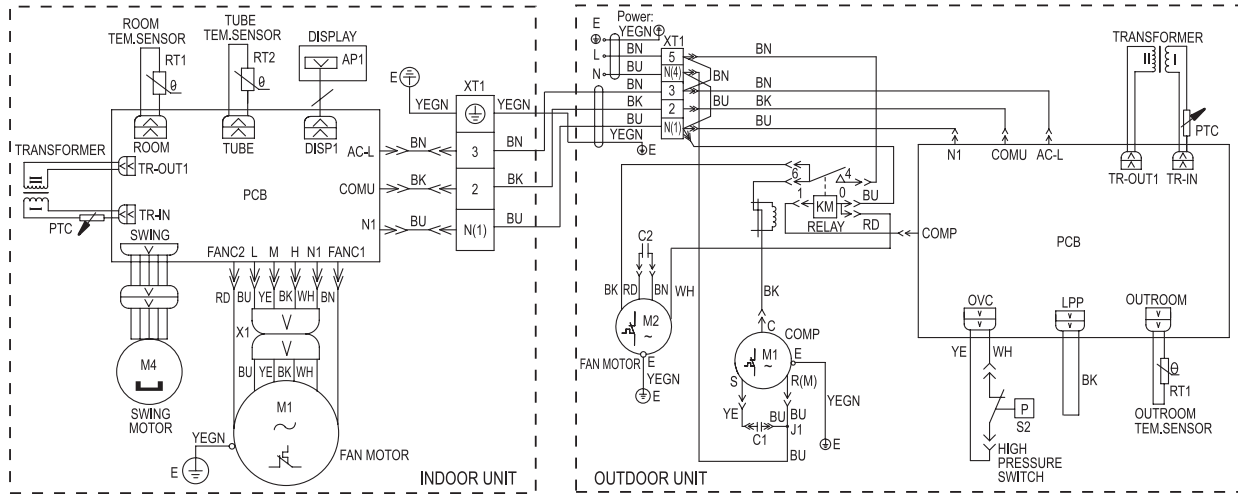 ROOM
TEM.SENSOR
RT1
θ
TUBE
TEM.SENSOR
RT2
θ
DISPLAY
AP1
ROOM
TUBE
DISP1
TRANSFORMER
TR-OUT1
TR-IN
PTC
PCB
SWING
AC-L
COMU
N1
FANC2 L M H N1 FANC1
RD BU YE BK WH BN
X1
BU YE BK WH
M4
SWING
MOTOR
M1
FAN MOTOR
YEGN
E
E
YEGN
XT1
YEGN
BN
3
BN
BK
2
BK
BU
N(1)
BU
INDOOR UNIT
Power:
E
YEGN
XT1
L
BN
5
BN
N
BU
N(4)
BN
BN
3
BN
BU
BK
2
BK
BU
N(1)
BU
YEGN
E
6
4
1
0
BU
KM
RELAY
RD
C2
BK RD BN WH
M2
FAN MOTOR
E
YEGN
E
BK
C
COMP
M1
E
S
R(M)
YEGN
YE
BU
BU
C1
J1
BU
E
TRANSFORMER
PTC
N1
COMU
AC-L
TR-OUT1
TR-IN
COMP
PCB
OVC
LPP
OUTROOM
YE
WH
BK
θ
RT1
P
S2
OUTROOM
TEM.SENSOR
HIGH
PRESSURE
SWITCH
OUTDOOR UNIT